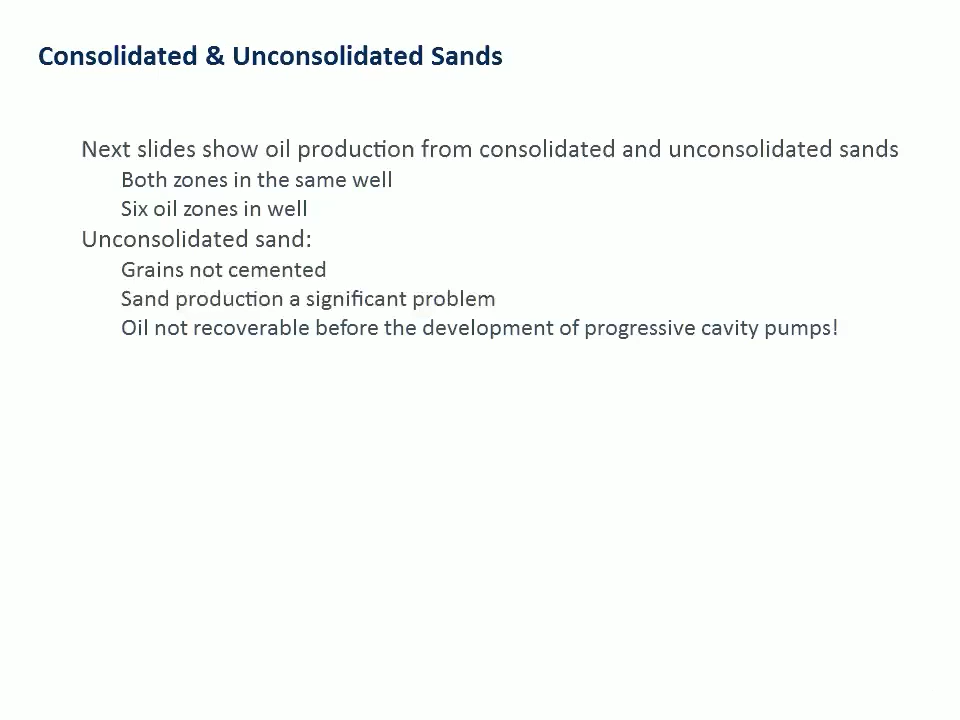 Consolidated & Unconsolidated Sands
Next slides show oil production from consolidated and unconsolidated sands
Both zones in the same well
Six oil zones in well
Unconsolidated sand:
Grains not cemented
Sand production a significant problem
Oil not recoverable before the development of progressive cavity pumps!